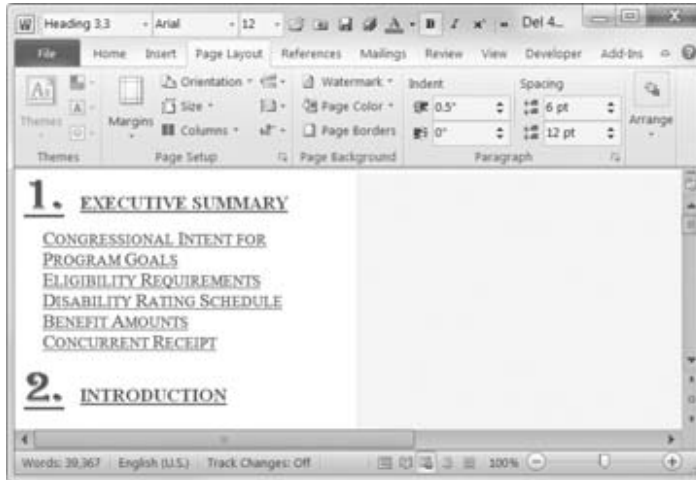 Heading 3,3 Arial 12 A B I x Del 4...
File Home Insert Page Layout References Mailings Review View Developer Add-Ins
Orientation Watermark Indent Spacing
Aa Size Page Color 0.5" 6 pt
Themes Margins Columns Page Borders 0" 12 pt Arrange
Themes Page Setup Page Background Paragraph
1. EXECUTIVE SUMMARY
CONGRESSIONAL INTENT FOR
PROGRAM GOALS
ELIGIBILITY REQUIREMENTS
DISABILITY RATING SCHEDULE
BENEFIT AMOUNTS
CONCURRENT RECEIPT
2. INTRODUCTION
Words: 39,367 English (U.S.) Track Changes: Off 100%